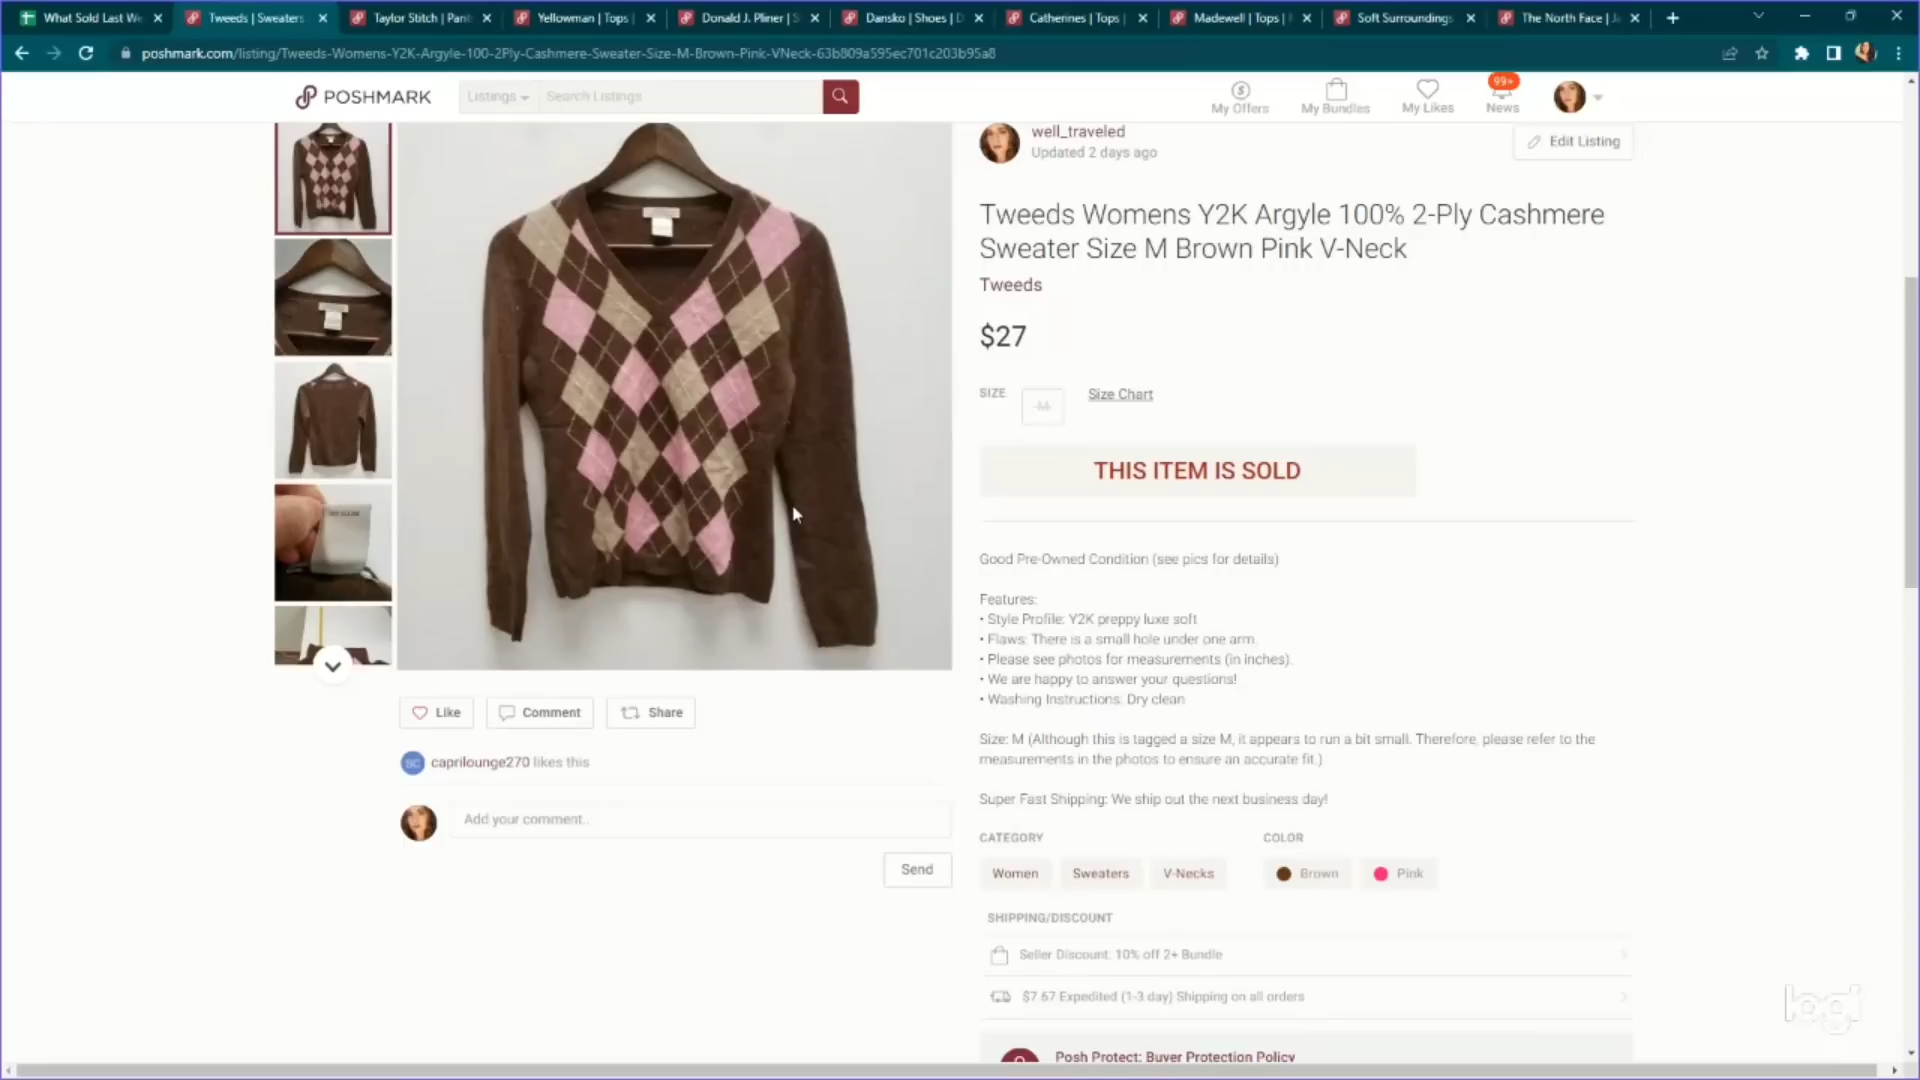 What Sold Last We
Tweeds | Sweaters
Taylor Stitch | Pant
Yellowman | Tops |
Donald J. Pliner | S
Dansko | Shoes | D
Catherines | Tops |
Madewell | Tops |
Soft Surroundings
The North Face | J
poshmark.com/listing/Tweeds-Womens-Y2K-Argyle-100-2Ply-Cashmere-Sweater-Size-M-Brown-Pink-VNeck-63b809a595ec701c203b95a8
POSHMARK
Listings
Search Listings
My Offers
My Bundles
My Likes
99+
News
well_traveled
Updated 2 days ago
Edit Listing
Tweeds Womens Y2K Argyle 100% 2-Ply Cashmere
Sweater Size M Brown Pink V-Neck
Tweeds
$27
SIZE
M
Size Chart
THIS ITEM IS SOLD
Good Pre-Owned Condition (see pics for details)
Features:
• Style Profile: Y2K preppy luxe soft
• Flaws: There is a small hole under one arm.
• Please see photos for measurements (in inches).
• We are happy to answer your questions!
• Washing Instructions: Dry clean
Size: M (Although this is tagged a size M, it appears to run a bit small. Therefore, please refer to the
measurements in the photos to ensure an accurate fit.)
Super Fast Shipping: We ship out the next business day!
Like
Comment
Share
SC
caprilounge270 likes this
Add your comment..
Send
CATEGORY
COLOR
Women
Sweaters
V-Necks
Brown
Pink
SHIPPING/DISCOUNT
Seller Discount: 10% off 2+ Bundle
$7.67 Expedited (1-3 day) Shipping on all orders
Posh Protect: Buyer Protection Policy
logi